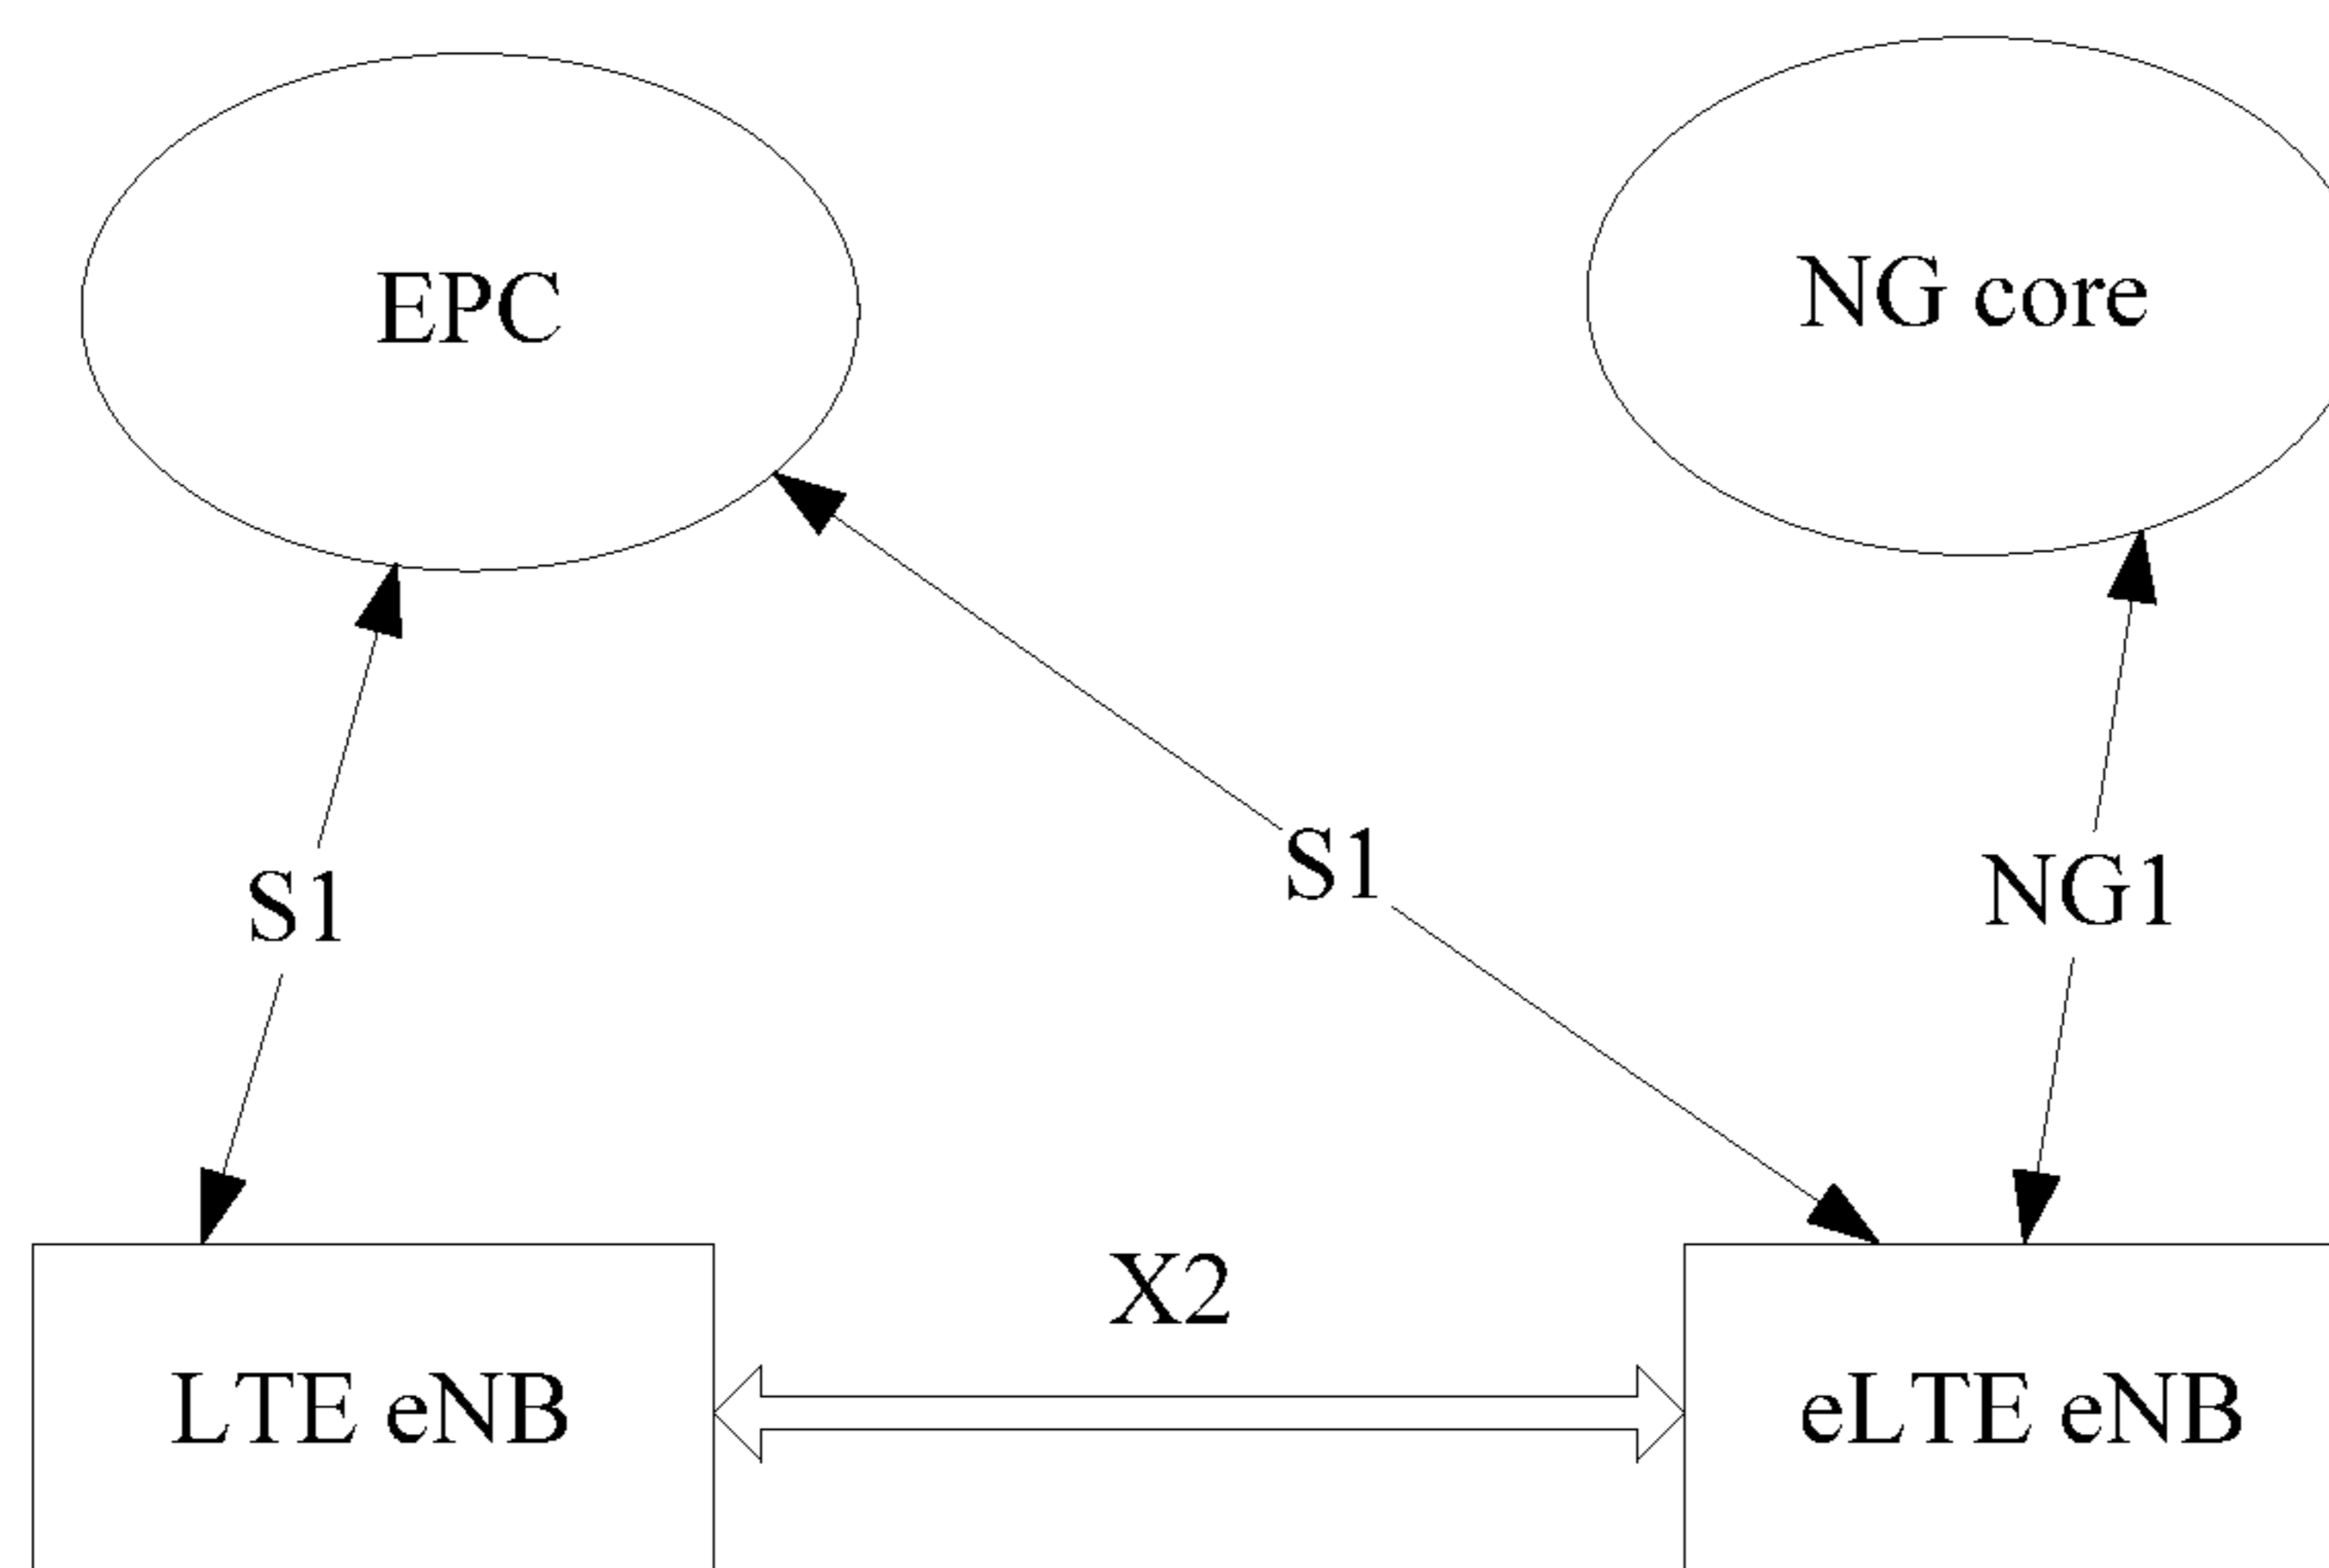 EPC
NG core
S1
S1
NG1
X2
LTE eNB
eLTE eNB